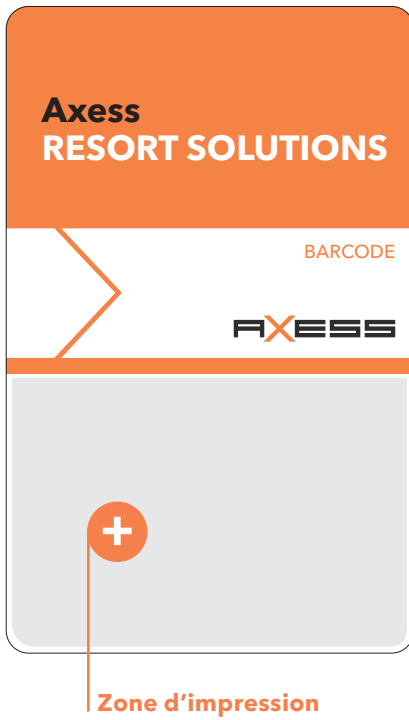 Axess
RESORT SOLUTIONS
BARCODE
AXESS
Zone d’impression